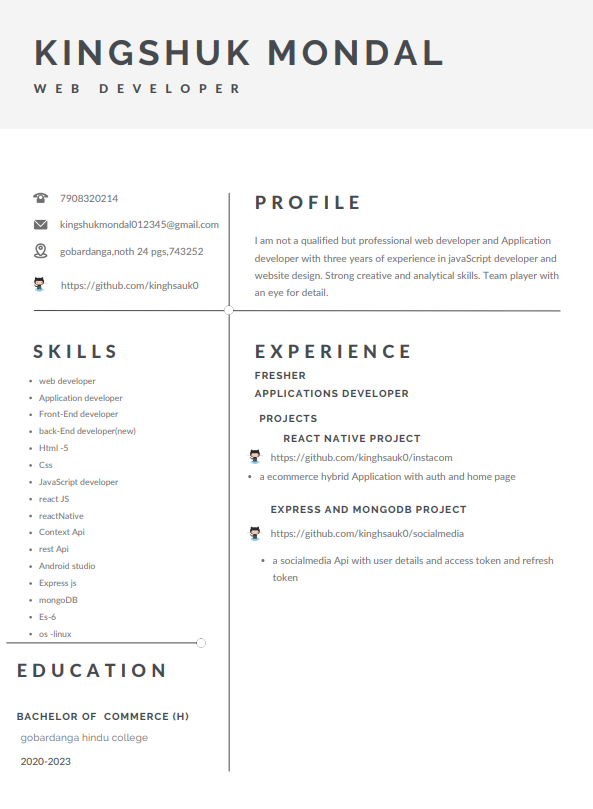 KINGSHUK MONDAL
WEB DEVELOPER
7908320214
kingshukmondal012345@gmail.com
gobardanga,noth 24 pgs,743252
https://github.com/kinghsauk0
PROFILE
I am not a qualified but professional web developer and Application
developer with three years of experience in javaScript developer and
website design. Strong creative and analytical skills. Team player with
an eye for detail.
SKILLS
• web developer
• Application developer
• Front-End developer
• back-End developer(new)
• Html -5
• Css
• JavaScript developer
• react JS
• reactNative
• Context Api
• rest Api
• Android studio
• Express js
• mongoDB
• Es-6
• os -linux
EDUCATION
BACHELOR OF COMMERCE (H)
gobardanga hindu college
2020-2023
EXPERIENCE
FRESHER
APPLICATIONS DEVELOPER
PROJECTS
REACT NATIVE PROJECT
https://github.com/kinghsauk0/instacom
• a ecommerce hybrid Application with auth and home page
EXPRESS AND MONGODB PROJECT
https://github.com/kinghsauk0/socialmedia
• a socialmedia Api with user details and access token and refresh
token